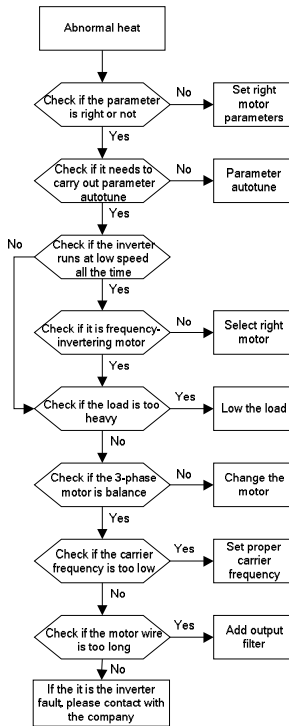 Abnormal heat
Check if the parameter
is right or not
No
Set right
motor
parameters
Yes
Check if it needs to
carry out parameter
autotune
No
Parameter
autotune
Yes
No
Check if the inverter
runs at low speed
all the time
Yes
Check if it is frequency-
invertering motor
No
Select right
motor
Yes
Check if the load is too
heavy
Yes
Low the load
No
Check if the 3-phase
motor is balance
No
Change the
motor
Yes
Check if the carrier
frequency is too low
Yes
Set proper
carrier
frequency
No
Check if the motor wire
is too long
Yes
Add output
filter
No
If the it is the inverter
fault, please contact with
the company